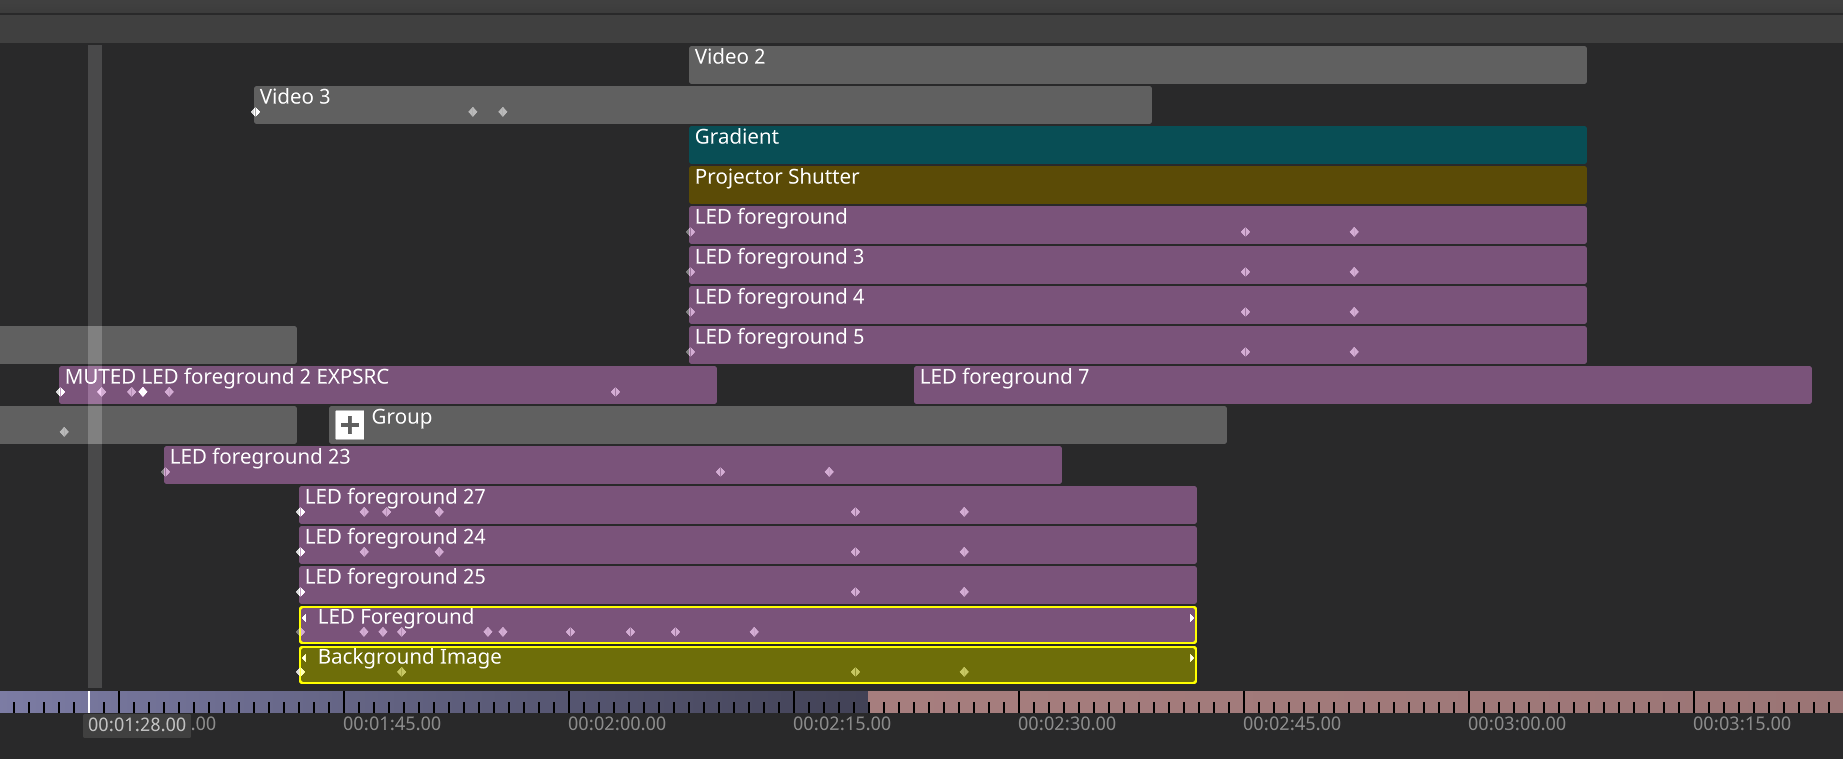 Video 2
Video 3
Gradient
Projector Shutter
LED foreground
LED foreground 3
LED foreground 4
LED foreground 5
MUTED LED foreground 2 EXPSRC
LED foreground 7
Group
LED foreground 23
LED foreground 27
LED foreground 24
LED foreground 25
LED Foreground
Background Image
00:01:28.00 .00 00:01:45.00 00:02:00.00 00:02:15.00 00:02:30.00 00:02:45.00 00:03:00.00 00:03:15.00